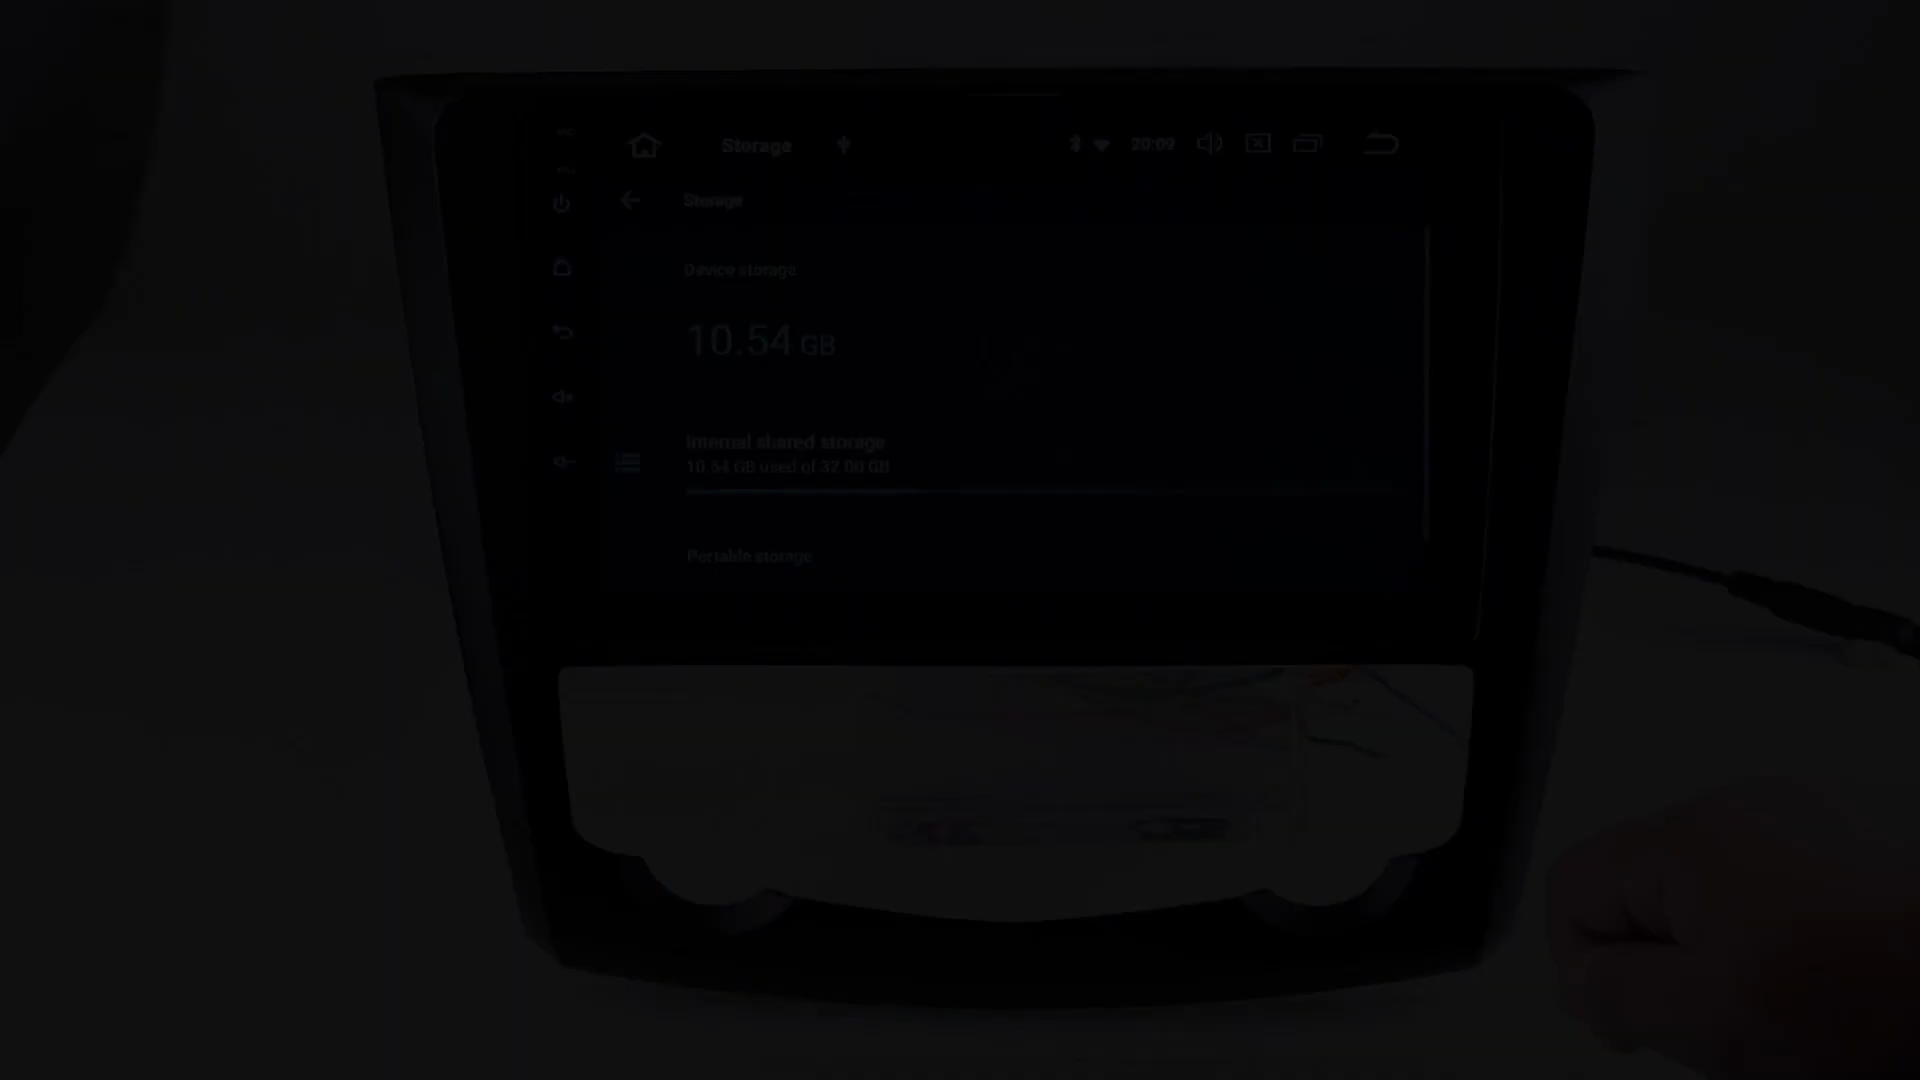 Storage
20:09
Storage
Device storage
10.54 GB
Internal shared storage
10.54 GB used of 32.00 GB
Portable storage